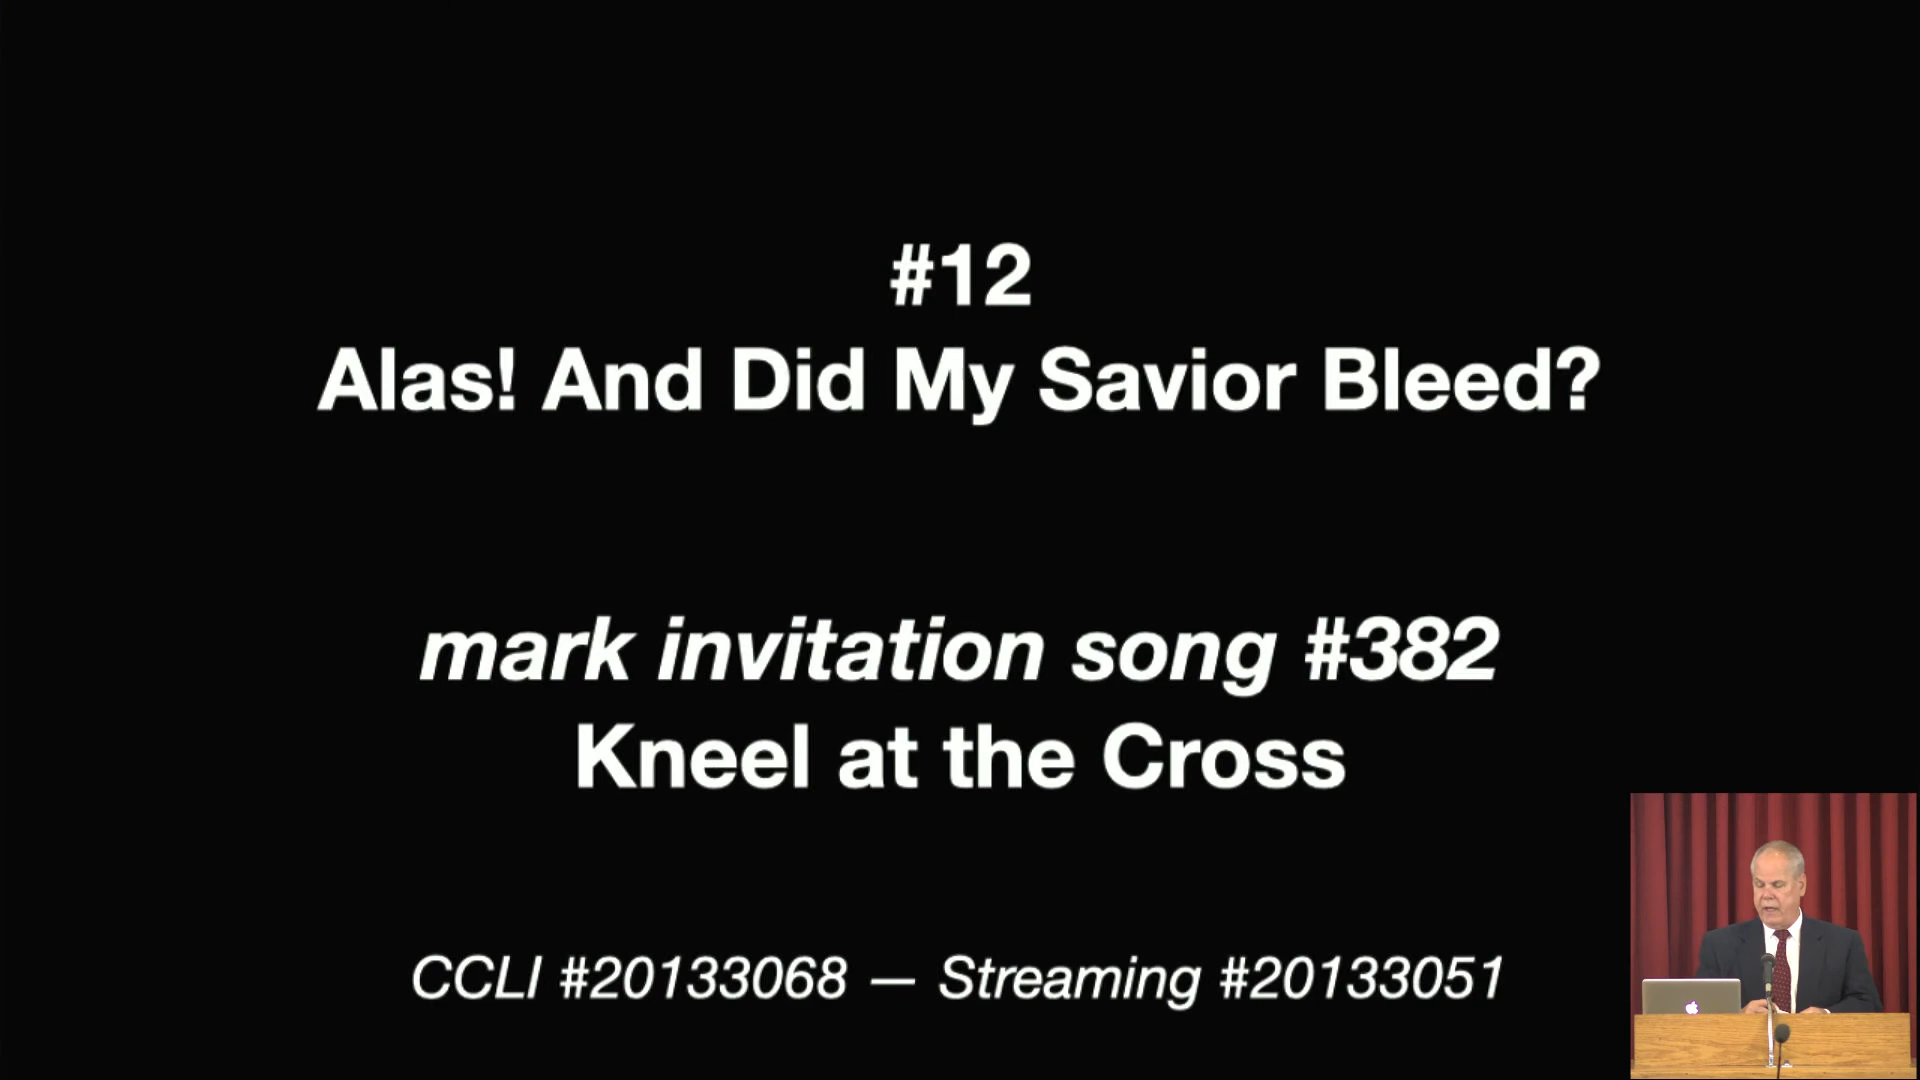 #12
Alas! And Did My Savior Bleed?
mark invitation song #382
Kneel at the Cross
CCLI #20133068 — Streaming #20133051